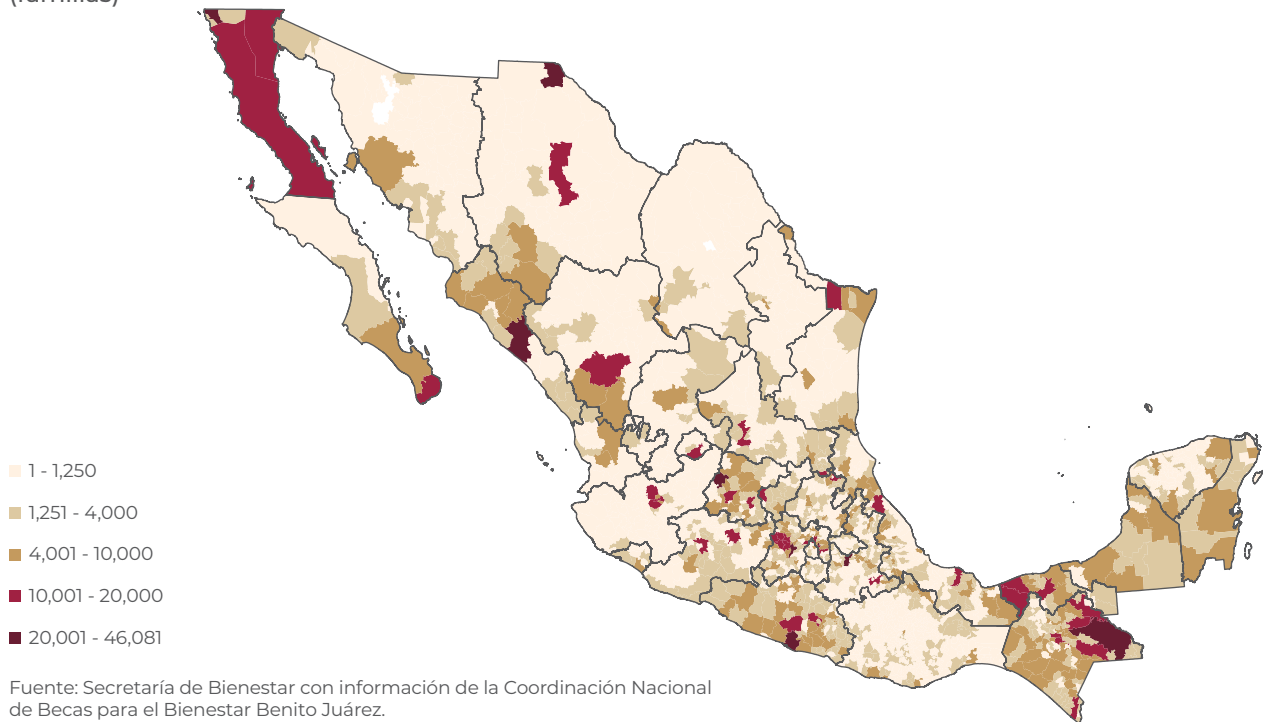 (familias)
1 - 1,250
1,251 - 4,000
4,001 - 10,000
10,001 - 20,000
20,001 - 46,081
Fuente: Secretaría de Bienestar con información de la Coordinación Nacional
de Becas para el Bienestar Benito Juárez.